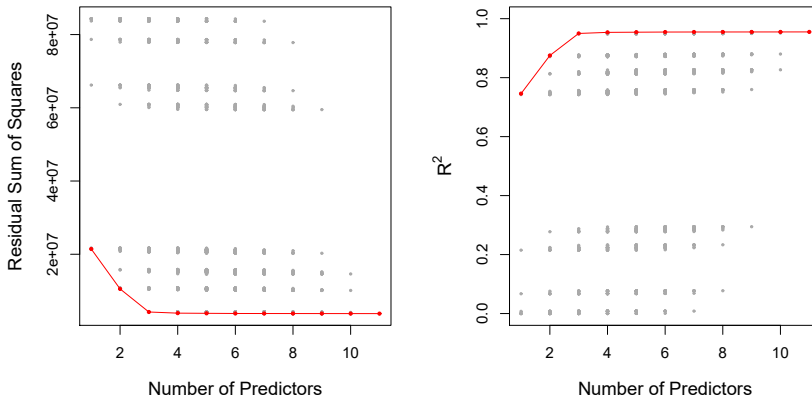 Residual Sum of Squares
8e+07
6e+07
4e+07
2e+07
2 4 6 8 10
Number of Predictors
R²
1.0
0.8
0.6
0.4
0.2
0.0
2 4 6 8 10
Number of Predictors